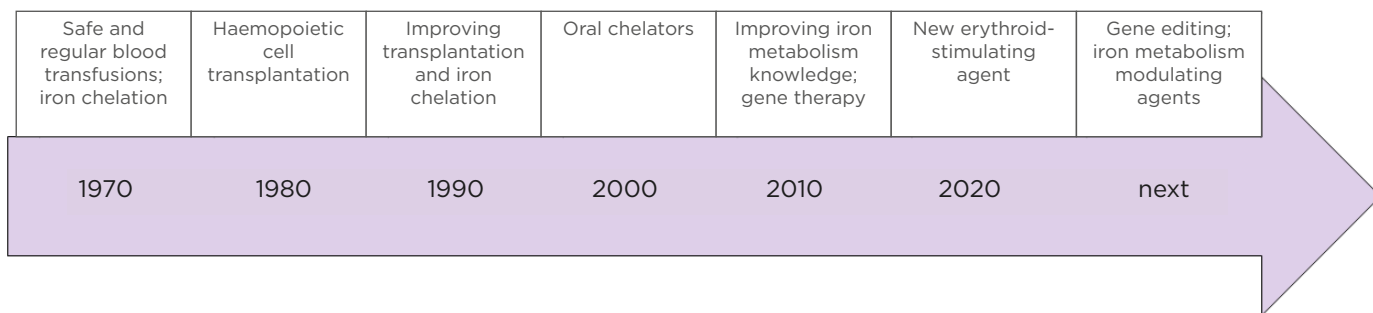 Safe and
regular blood
transfusions;
iron chelation
Haemopoietic
cell
transplantation
Improving
transplantation
and iron
chelation
Oral chelators
Improving iron
metabolism
knowledge;
gene therapy
New erythroid-
stimulating
agent
Gene editing;
iron metabolism
modulating
agents
1970
1980
1990
2000
2010
2020
next